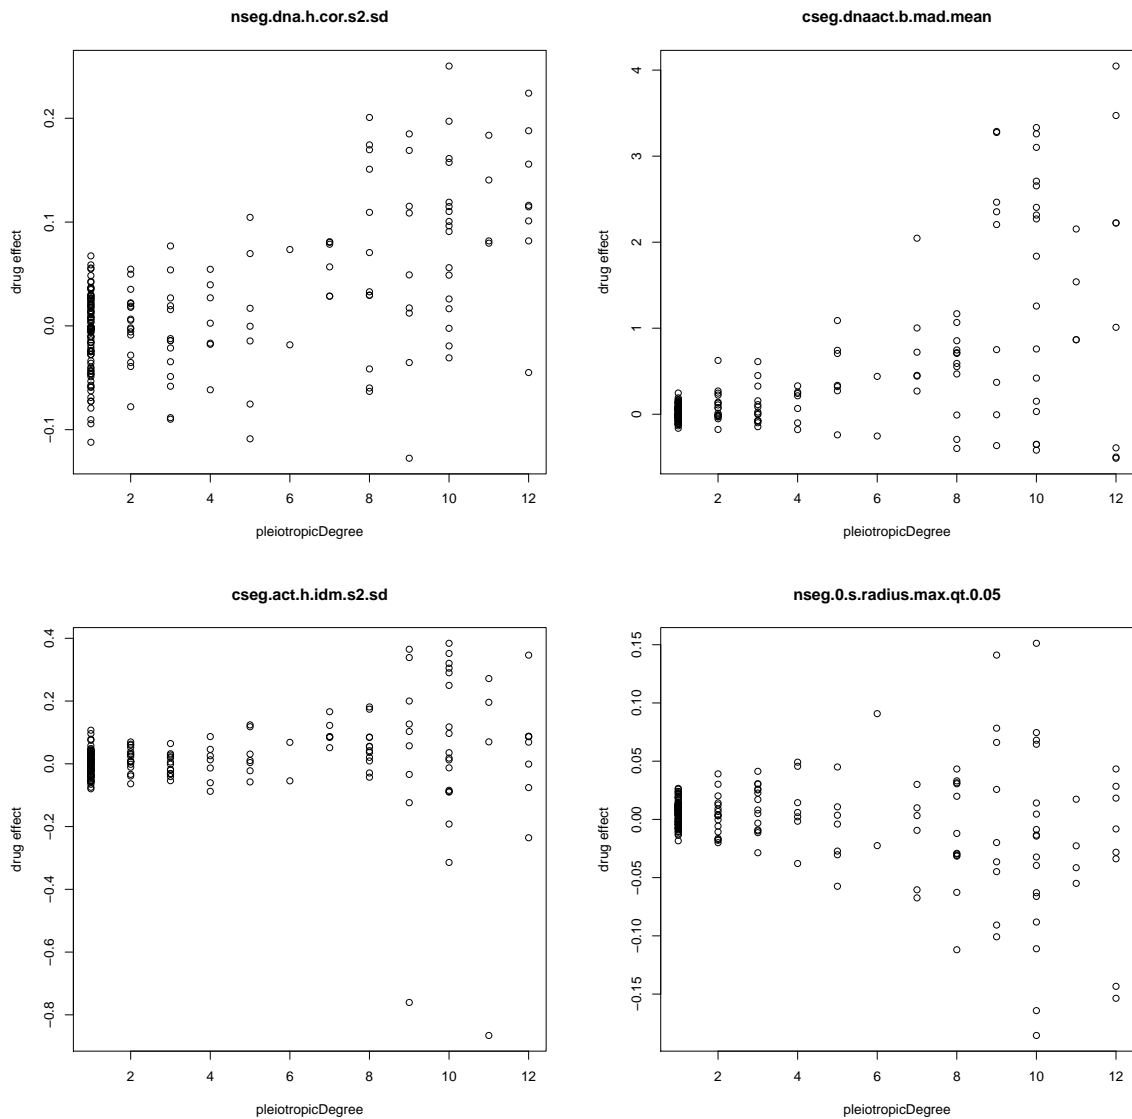 nseg.dna.h.cor.s2.sd
drug effect
0.2
0.1
0.0
−0.1
2 4 6 8 10 12
pleiotropicDegree
cseg.dnaact.b.mad.mean
drug effect
4
3
2
1
0
2 4 6 8 10 12
pleiotropicDegree
cseg.act.h.idm.s2.sd
drug effect
0.4
0.2
0.0
−0.2
−0.4
−0.6
−0.8
2 4 6 8 10 12
pleiotropicDegree
nseg.0.s.radius.max.qt.0.05
drug effect
0.15
0.10
0.05
0.00
−0.05
−0.10
−0.15
2 4 6 8 10 12
pleiotropicDegree